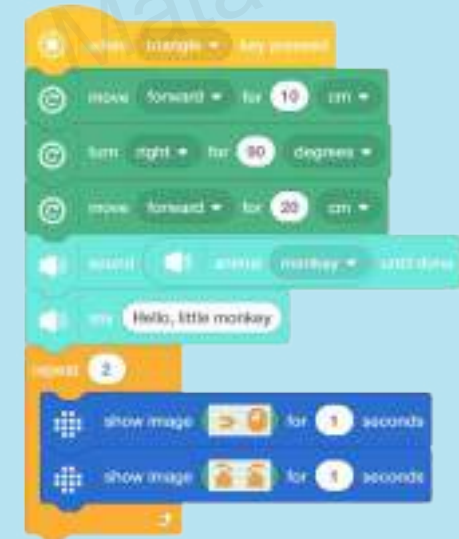 when triangle key pressed
move forward for 10 cm
turn right for 90 degrees
move forward for 20 cm
sound animal monkey until done
say Hello, little monkey
repeat 2
show image for 1 seconds
show image for 1 seconds